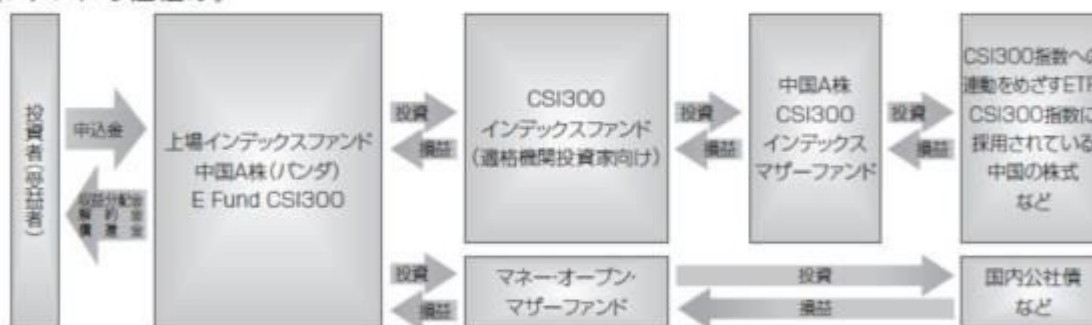 投資者(受益者)
申込金
収益分配金
解約金
償還金
上場インデックスファンド
中国A株(パンダ)
E Fund CSI300
投資
損益
CSI300
インデックスファンド
(適格機関投資家向け)
投資
損益
中国A株
CSI300
インデックス
マザーファンド
投資
損益
CSI300指数への
連動をめざすETF
CSI300指数に
採用されている
中国の株式
など
投資
損益
マネー・オープン・
マザーファンド
投資
損益
国内公社債
など